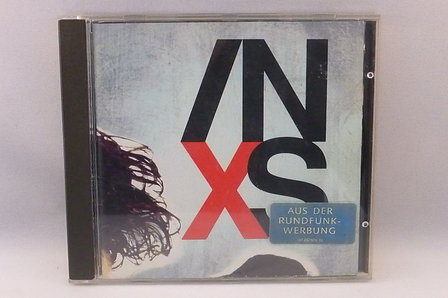 INXS
AUS DER
RUNDFUNK-
WERBUNG